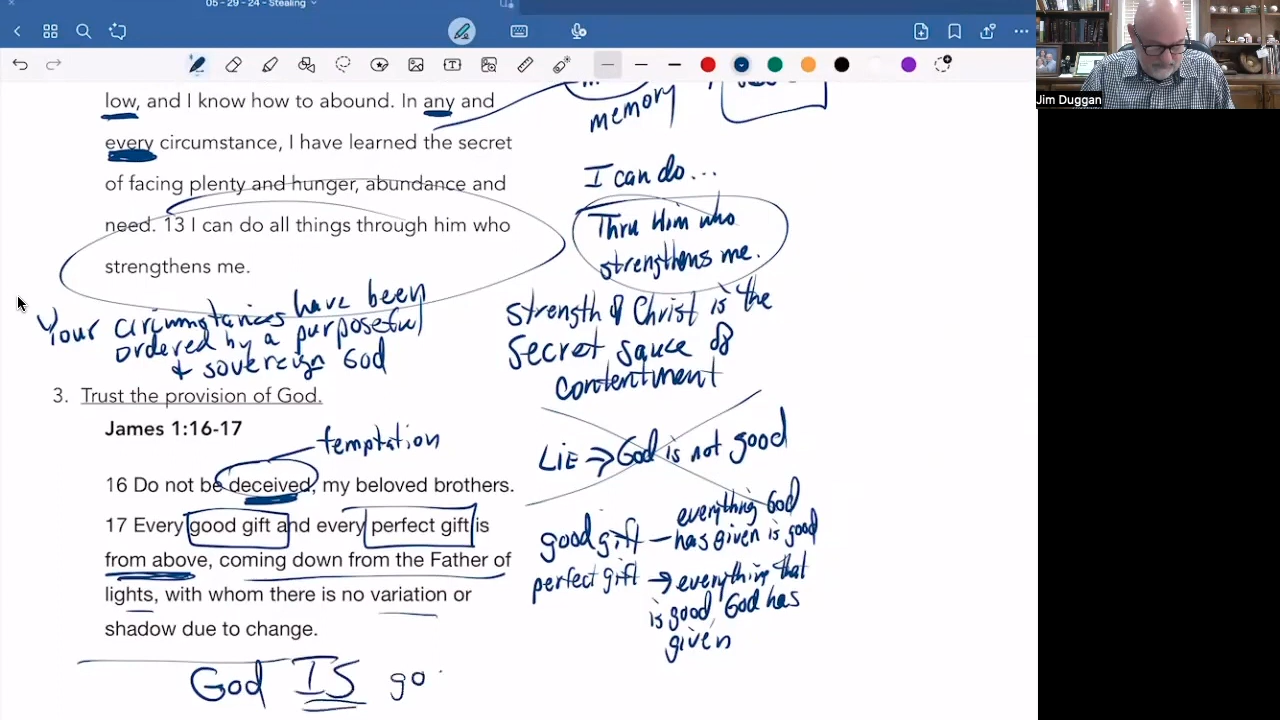 05 - 29 - 24 - Stealing
Jim Duggan
low, and I know how to abound. In any and
every circumstance, I have learned the secret
of facing plenty and hunger, abundance and
need. 13 I can do all things through him who
strengthens me.
memory
I can do...
Thru Him who
strengthens me.
Your circumstances have been
ordered by a purposeful
& sovereign God
strength of Christ is the
secret sauce of
contentment
3. Trust the provision of God.
James 1:16-17
temptation
LIE ⇒ God is not good
16 Do not be deceived, my beloved brothers.
17 Every good gift and every perfect gift is
from above, coming down from the Father of
lights, with whom there is no variation or
shadow due to change.
good gift — everything God
has given is good
perfect gift → everything that
is good God has
given
God IS go